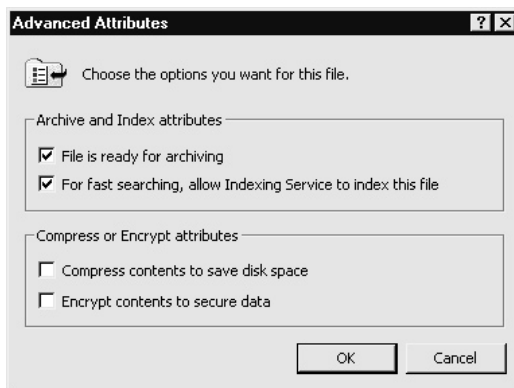 Advanced Attributes
Choose the options you want for this file.
Archive and Index attributes
File is ready for archiving
For fast searching, allow Indexing Service to index this file
Compress or Encrypt attributes
Compress contents to save disk space
Encrypt contents to secure data
OK Cancel